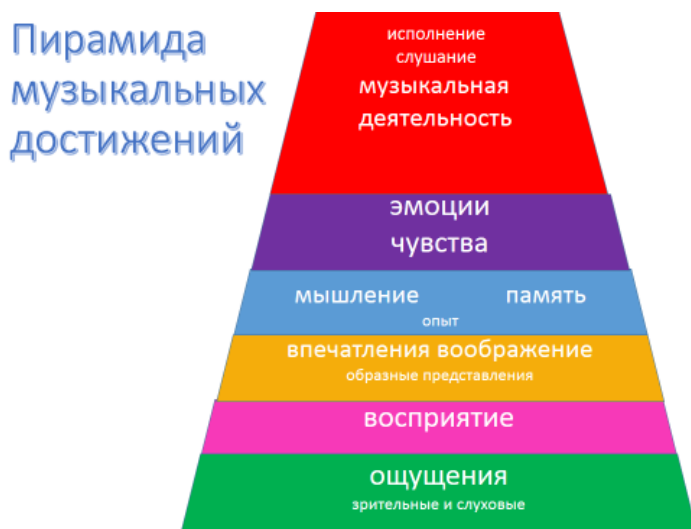 Пирамида
музыкальных
достижений
исполнение
слушание
музыкальная
деятельность
эмоции
чувства
мышление память
опыт
впечатления воображение
образные представления
восприятие
ощущения
зрительные и слуховые